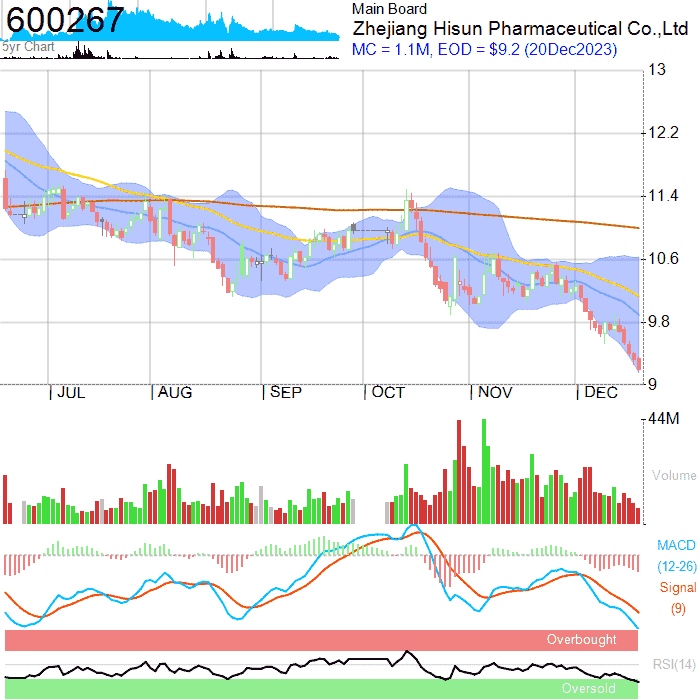 600267
5yr Chart
Main Board
Zhejiang Hisun Pharmaceutical Co.,Ltd
MC = 1.1M, EOD = $9.2 (20Dec2023)
13
12.2
11.4
10.6
9.8
9
|JUL |AUG |SEP |OCT |NOV |DEC
44M
Volume
MACD
(12-26)
Signal
(9)
Overbought
RSI(14)
Oversold